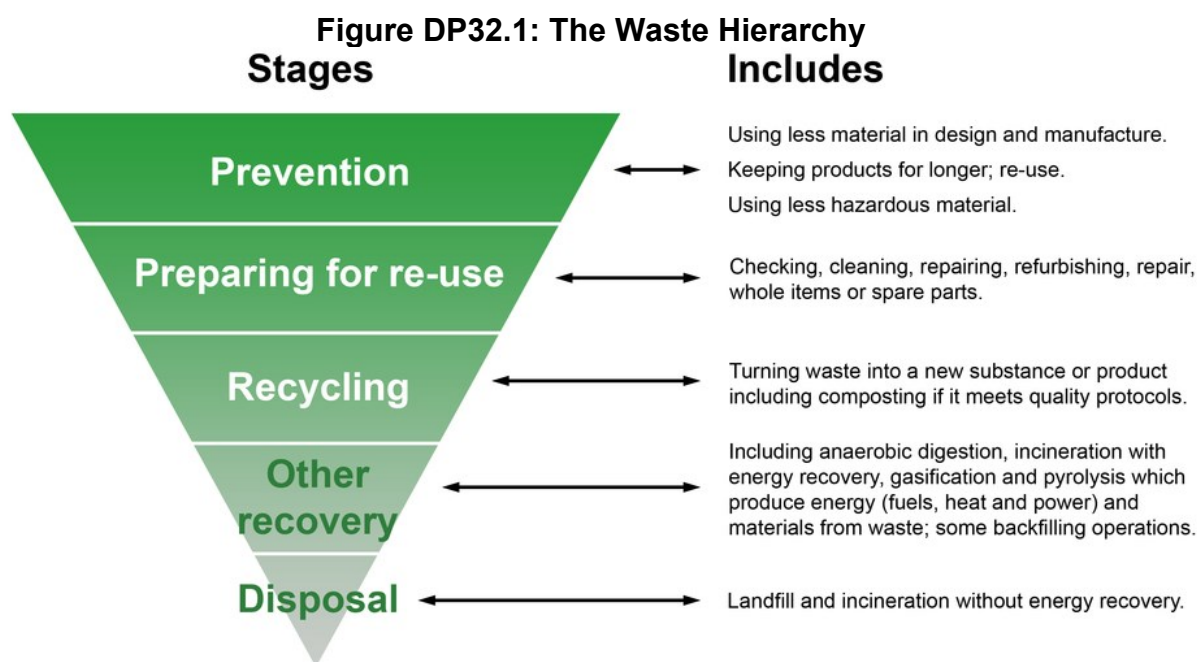 Figure DP32.1: The Waste Hierarchy
Stages
Includes
Prevention
Using less material in design and manufacture.
Keeping products for longer; re-use.
Using less hazardous material.
Preparing for re-use
Checking, cleaning, repairing, refurbishing, repair,
whole items or spare parts.
Recycling
Turning waste into a new substance or product
including composting if it meets quality protocols.
Other
recovery
Including anaerobic digestion, incineration with
energy recovery, gasification and pyrolysis which
produce energy (fuels, heat and power) and
materials from waste; some backfilling operations.
Disposal
Landfill and incineration without energy recovery.